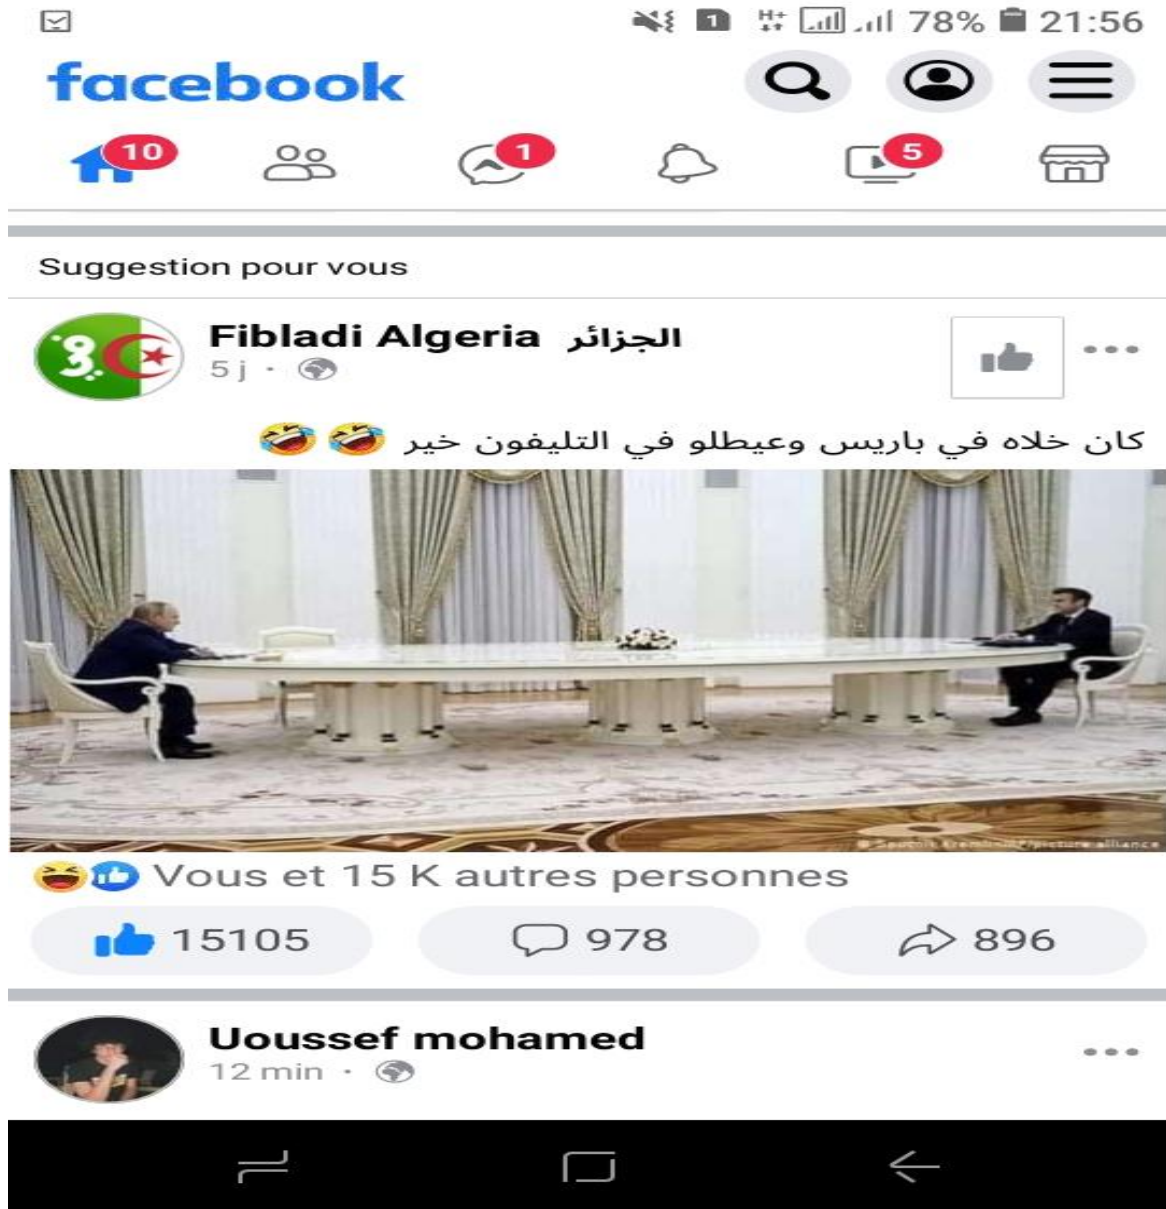 1 H+ 78% 21:56
facebook
10 1 5
Suggestion pour vous
Fibladi Algeria الجزائر
5 j ·
كان خلاه في باريس وعيطلو في التليفون خير 🤣 🤣
Vous et 15 K autres personnes
15105 978 896
Uoussef mohamed
12 min ·